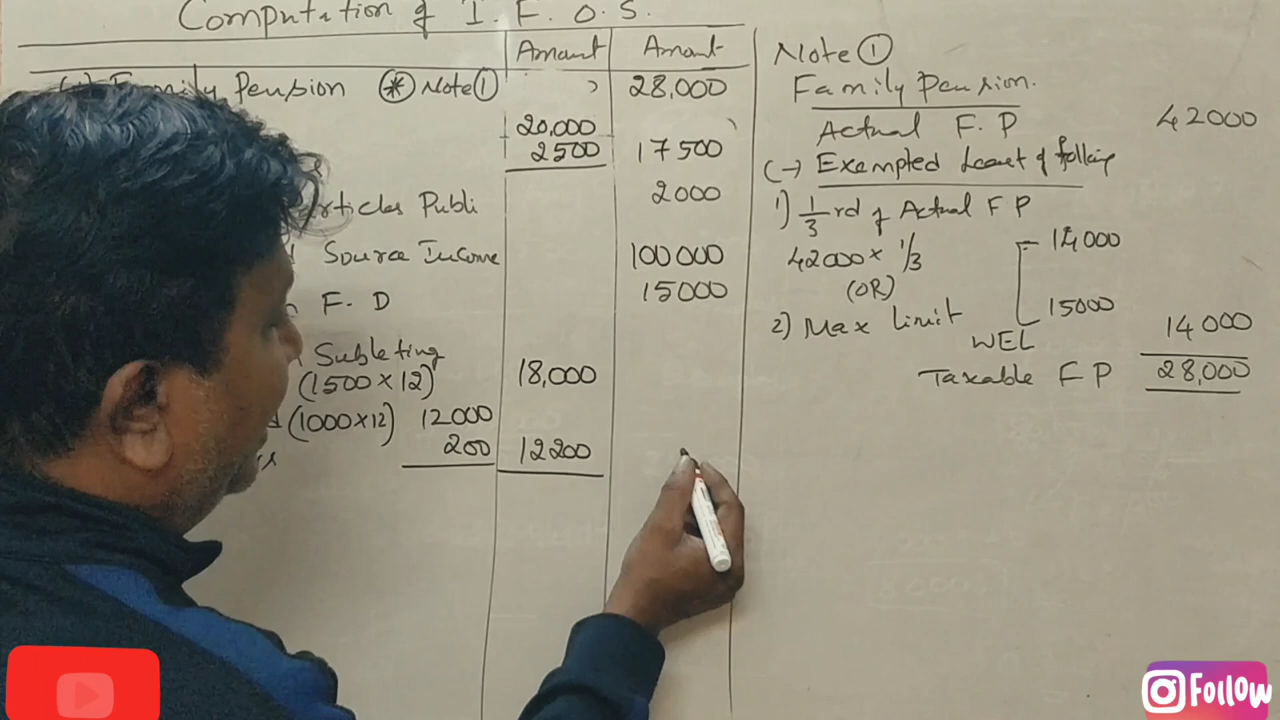 Computation of I. F. O. S.
Amount Amount
Family Pension * Note 1 28,000
20,000
2500 17500
Articles Publi 2000
Source Income 100000
F. D 15000
Subleting
(1500 × 12) 18,000
(1000×12) 12000
200 12200
Note 1
Family Pension.
Actual F. P 42000
(-) Exempted Least of
1) 1/3 rd of Actual F P
42000 × 1/3 14000
(OR)
2) Max limit 15000
WEL 14000
Taxable F P 28,000
Follow